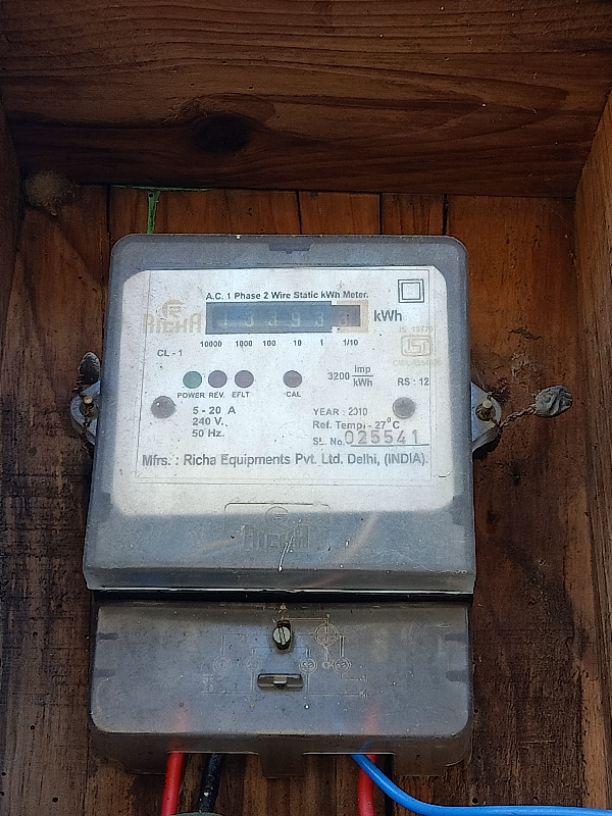 A.C. 1 Phase 2 Wire Static kWh Meter.
RICHA
kWh
10000 1000 100 10 1 1/10
CL - 1
3200 Imp/kWh
RS : 12
POWER REV. EFLT CAL
5 - 20 A
240 V.
50 Hz.
YEAR : 2010
Ref. Temp. - 27°C
SL. No. 025541
Mfrs. : Richa Equipments Pvt. Ltd. Delhi, (INDIA).
RICHA